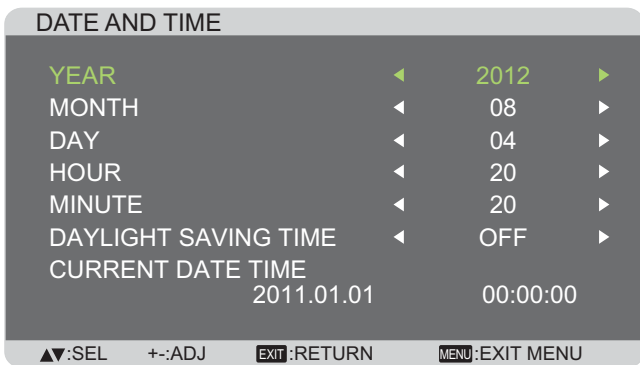 DATE AND TIME
YEAR 2012
MONTH 08
DAY 04
HOUR 20
MINUTE 20
DAYLIGHT SAVING TIME OFF
CURRENT DATE TIME
2011.01.01 00:00:00
▲▼:SEL +-:ADJ EXIT:RETURN MENU:EXIT MENU